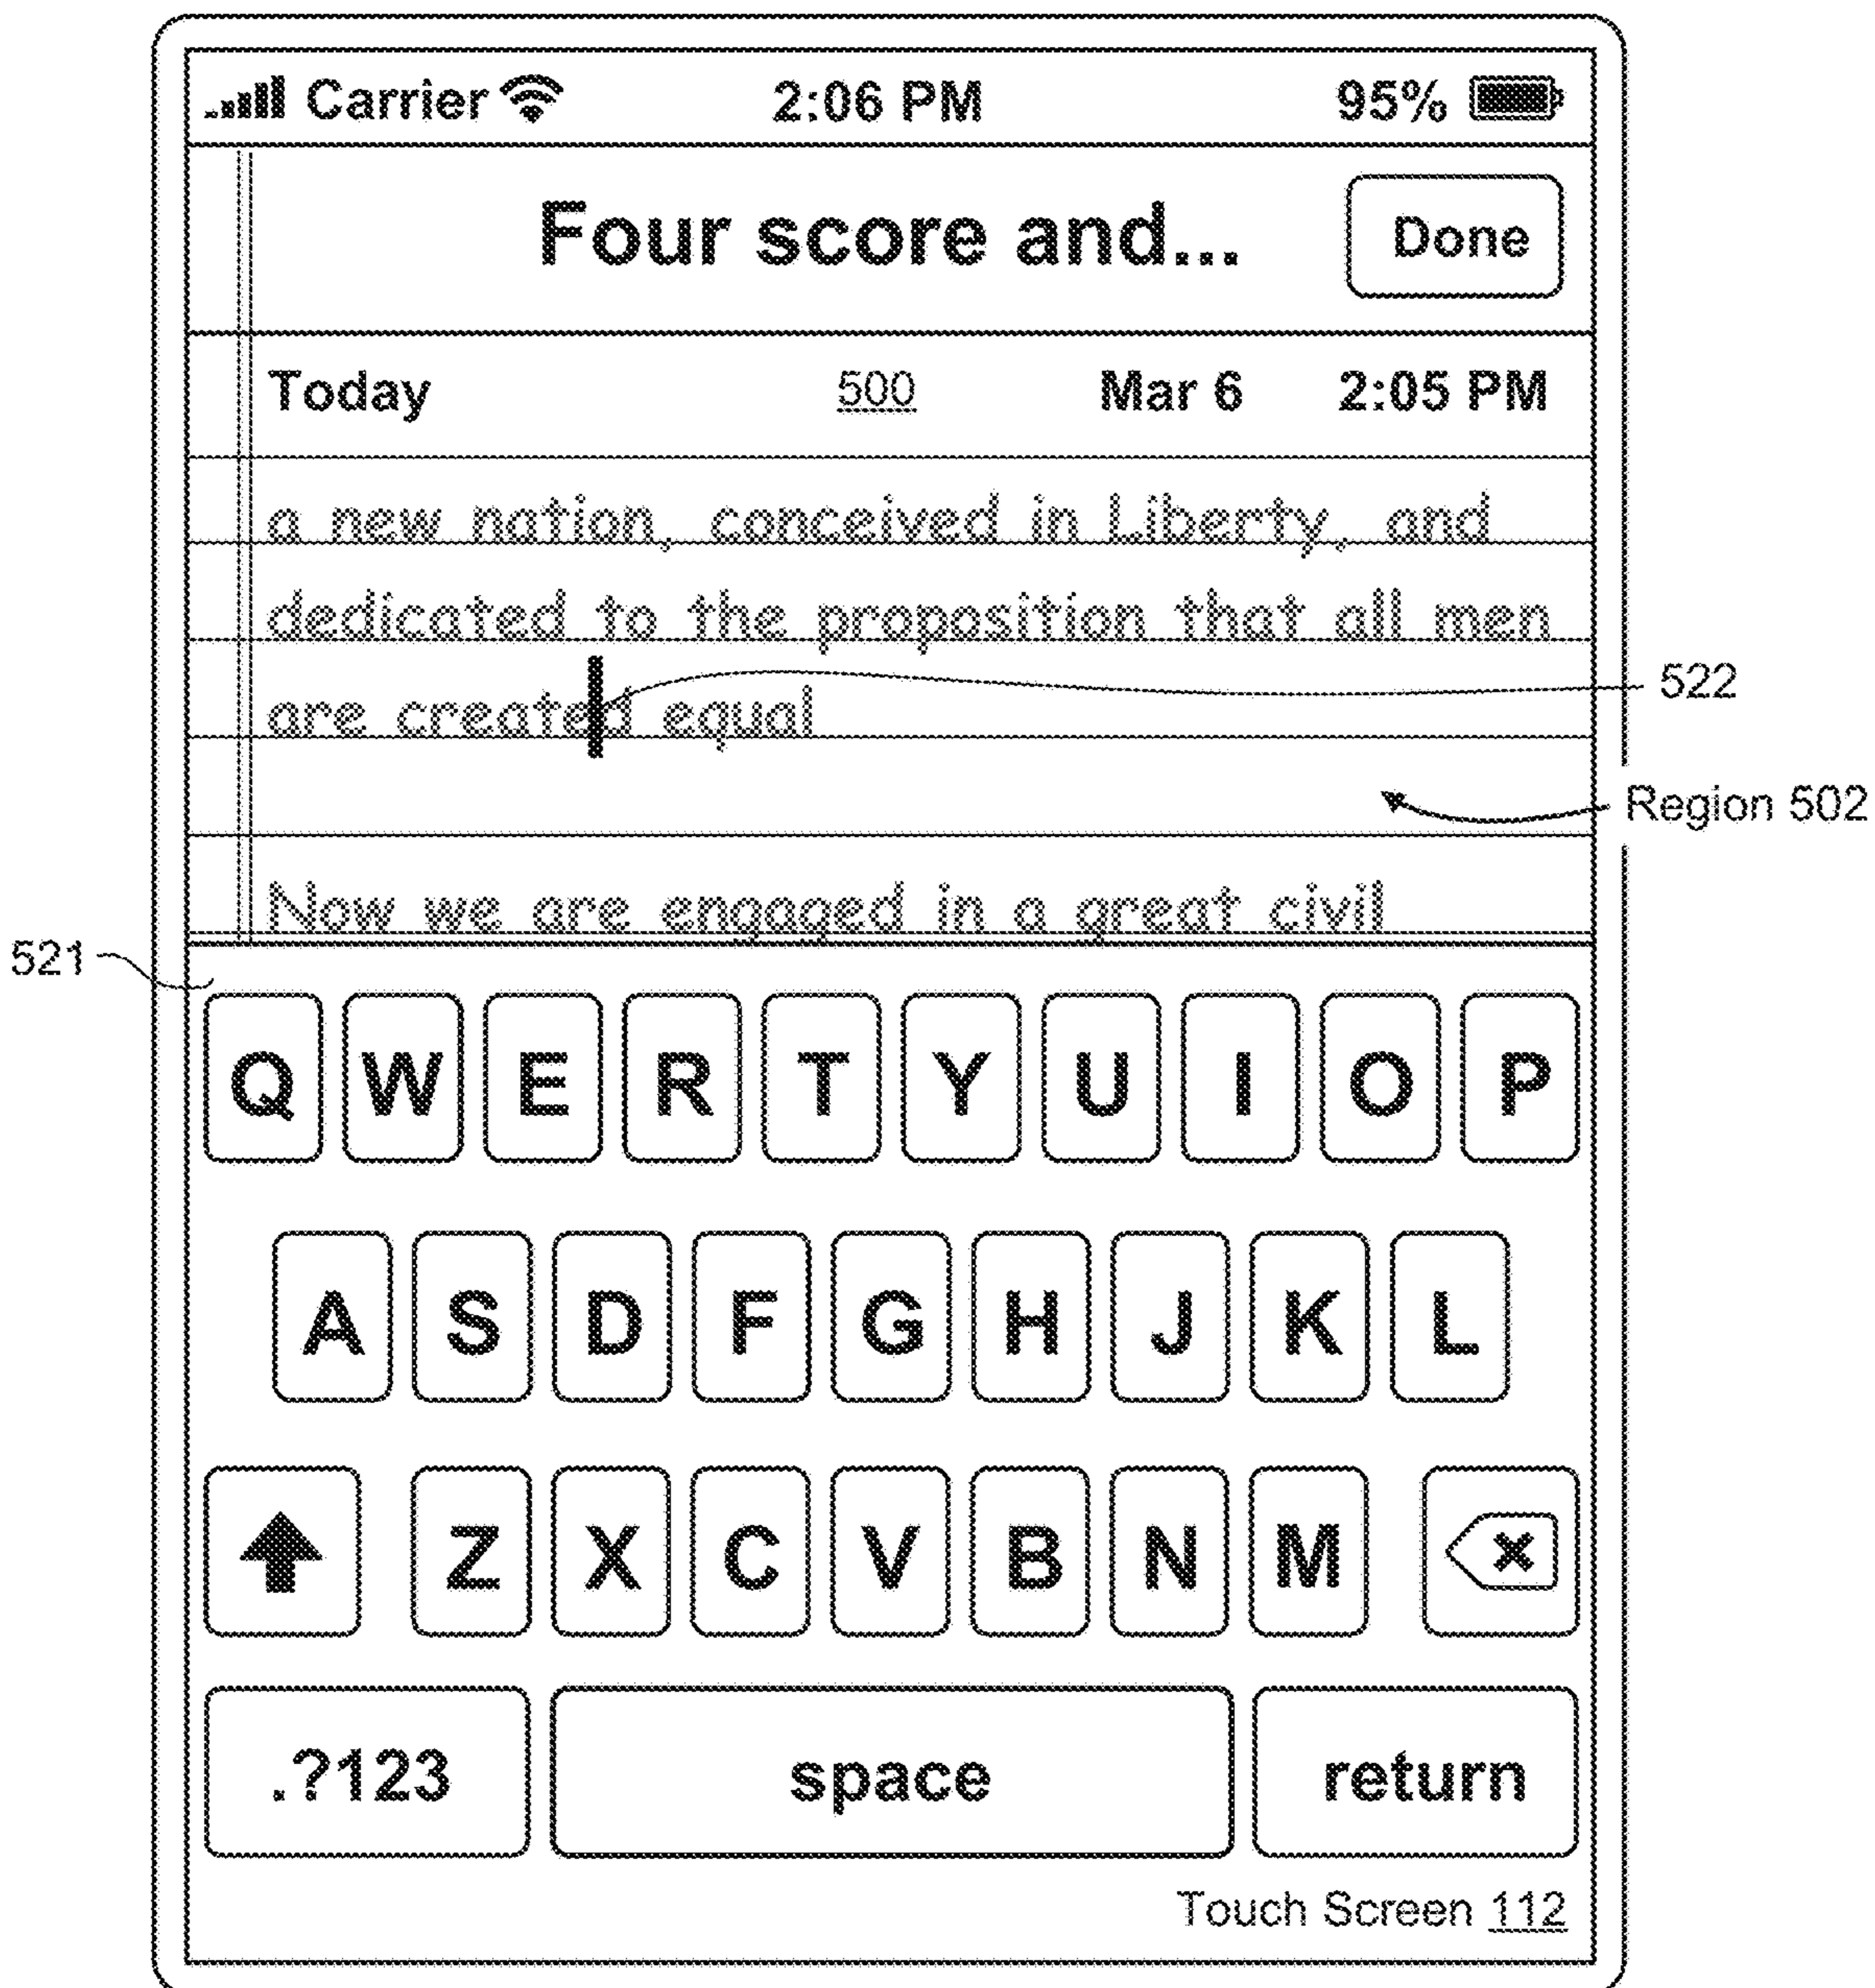 Carrier 2:06 PM 95%
Four score and... Done
Today 500 Mar 6 2:05 PM
a new nation, conceived in Liberty, and
dedicated to the proposition that all men
are created equal
522
Region 502
Now we are engaged in a great civil
521
Q W E R T Y U I O P
A S D F G H J K L
Z X C V B N M
.?123 space return
Touch Screen 112